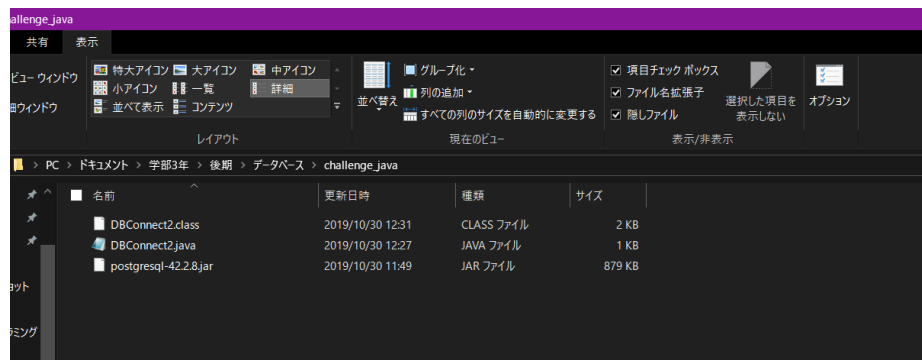 allenge_java
共有 表示
ビュー ウィンドウ
細ウィンドウ
特大アイコン 大アイコン 中アイコン
小アイコン 一覧 詳細
並べて表示 コンテンツ
レイアウト
並べ替え
グループ化
列の追加
すべての列のサイズを自動的に変更する
現在のビュー
項目チェック ボックス
ファイル名拡張子
隠しファイル
選択した項目を
表示しない
オプション
表示/非表示
PC > ドキュメント > 学部3年 > 後期 > データベース > challenge_java
名前 更新日時 種類 サイズ
DBConnect2.class 2019/10/30 12:31 CLASS ファイル 2 KB
DBConnect2.java 2019/10/30 12:27 JAVA ファイル 1 KB
postgresql-42.2.8.jar 2019/10/30 11:49 JAR ファイル 879 KB
ョット
ラミング